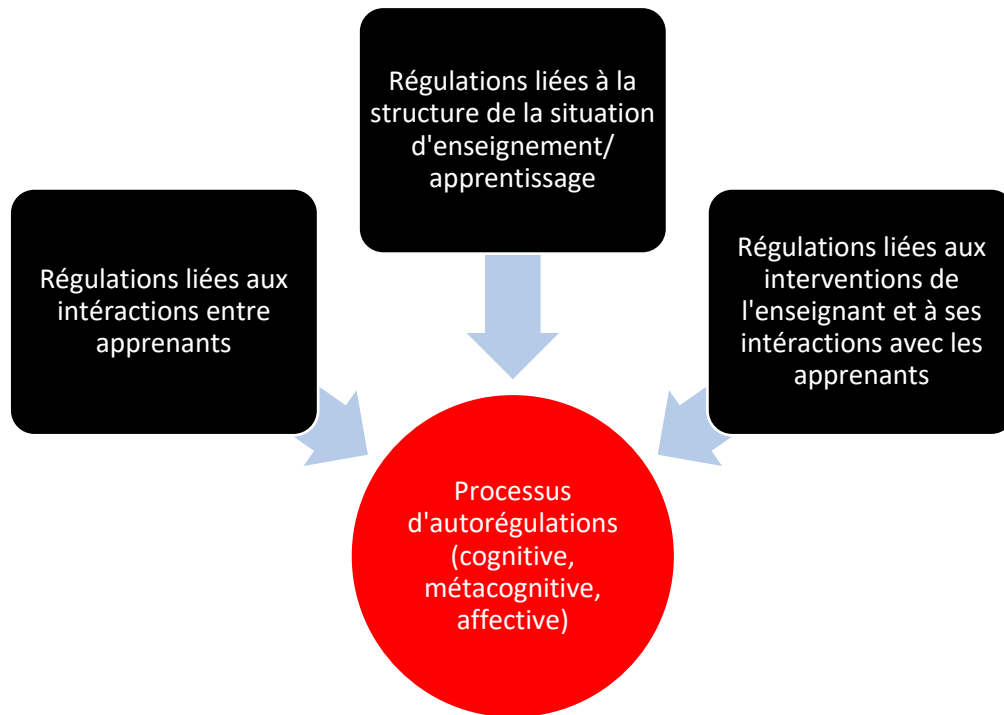 Régulations liées à la
structure de la situation
d'enseignement/
apprentissage
Régulations liées aux
intéractions entre
apprenants
Régulations liées aux
interventions de
l'enseignant et à ses
intéractions avec les
apprenants
Processus
d'autorégulations
(cognitive,
métacognitive,
affective)